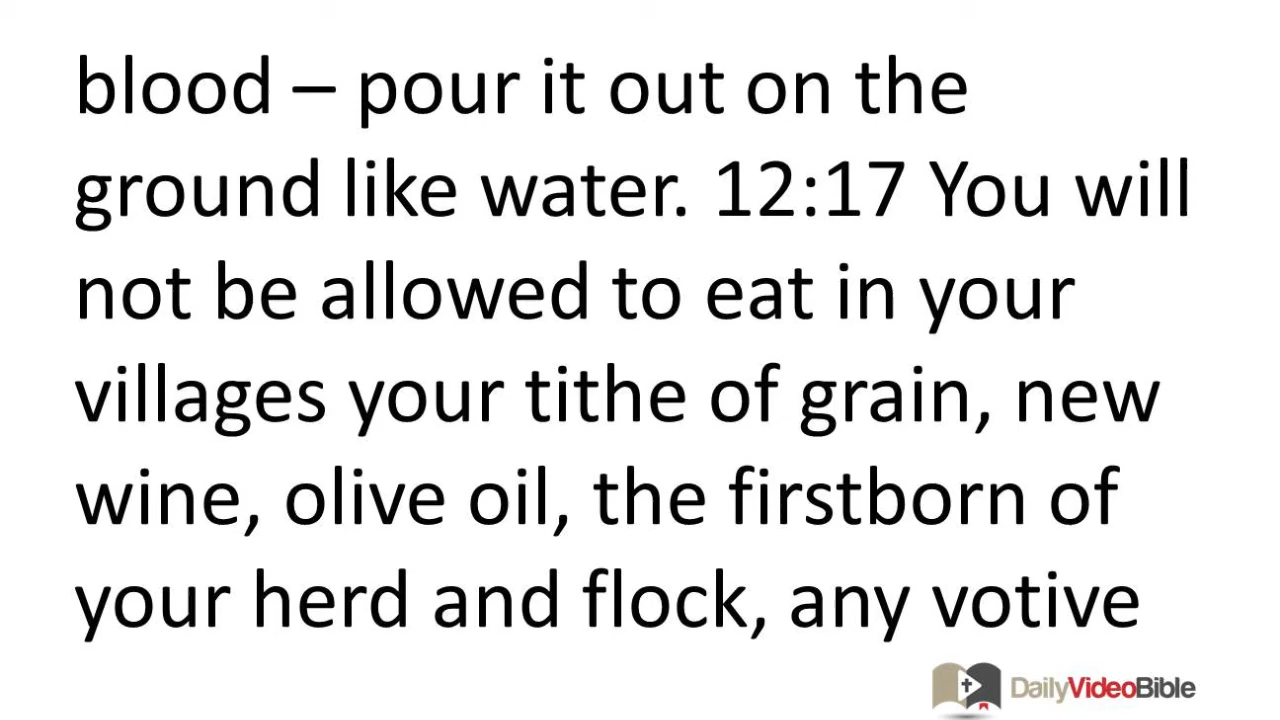 blood – pour it out on the
ground like water. 12:17 You will
not be allowed to eat in your
villages your tithe of grain, new
wine, olive oil, the firstborn of
your herd and flock, any votive
DailyVideoBible